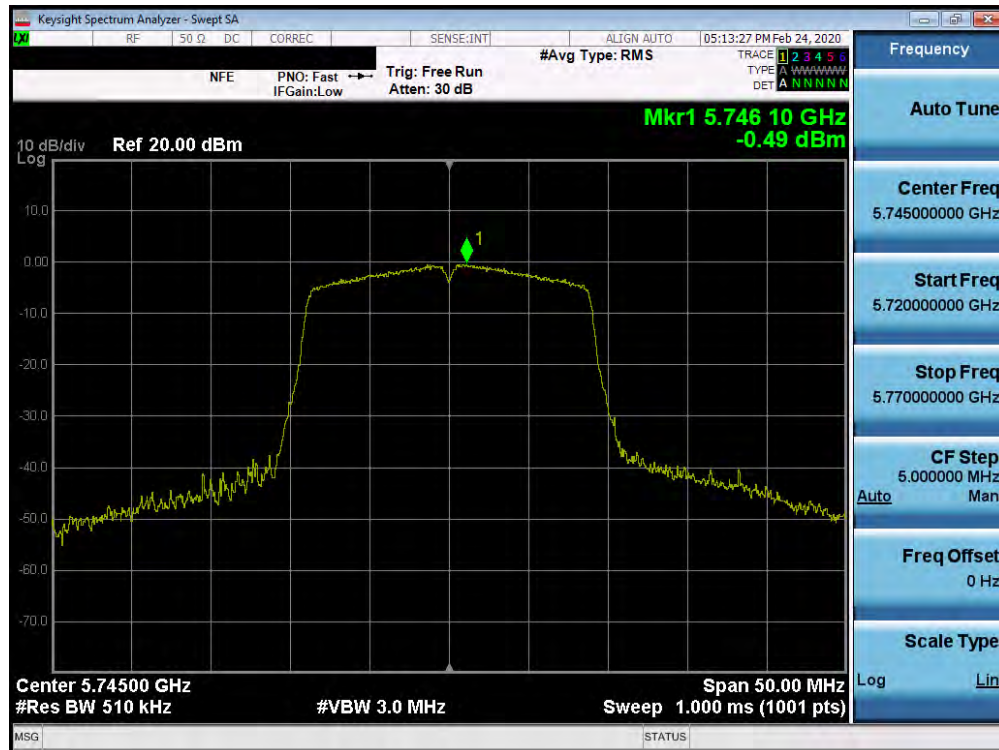 Keysight Spectrum Analyzer - Swept SA
LXI RF 50 Ω DC CORREC SENSE:INT ALIGN AUTO 05:13:27 PM Feb 24, 2020
NFE PNO: Fast Trig: Free Run #Avg Type: RMS TRACE 1 2 3 4 5 6
IFGain:Low Atten: 30 dB TYPE A WWWWWW
DET A N N N N N
Frequency
Mkr1 5.746 10 GHz
-0.49 dBm
10 dB/div Ref 20.00 dBm
Log
1
10.0
0.00
-10.0
-20.0
-30.0
-40.0
-50.0
-60.0
-70.0
Center 5.74500 GHz Span 50.00 MHz
#Res BW 510 kHz #VBW 3.0 MHz Sweep 1.000 ms (1001 pts)
MSG STATUS
Auto Tune
Center Freq
5.745000000 GHz
Start Freq
5.720000000 GHz
Stop Freq
5.770000000 GHz
CF Step
5.000000 MHz
Auto Man
Freq Offset
0 Hz
Scale Type
Log Lin